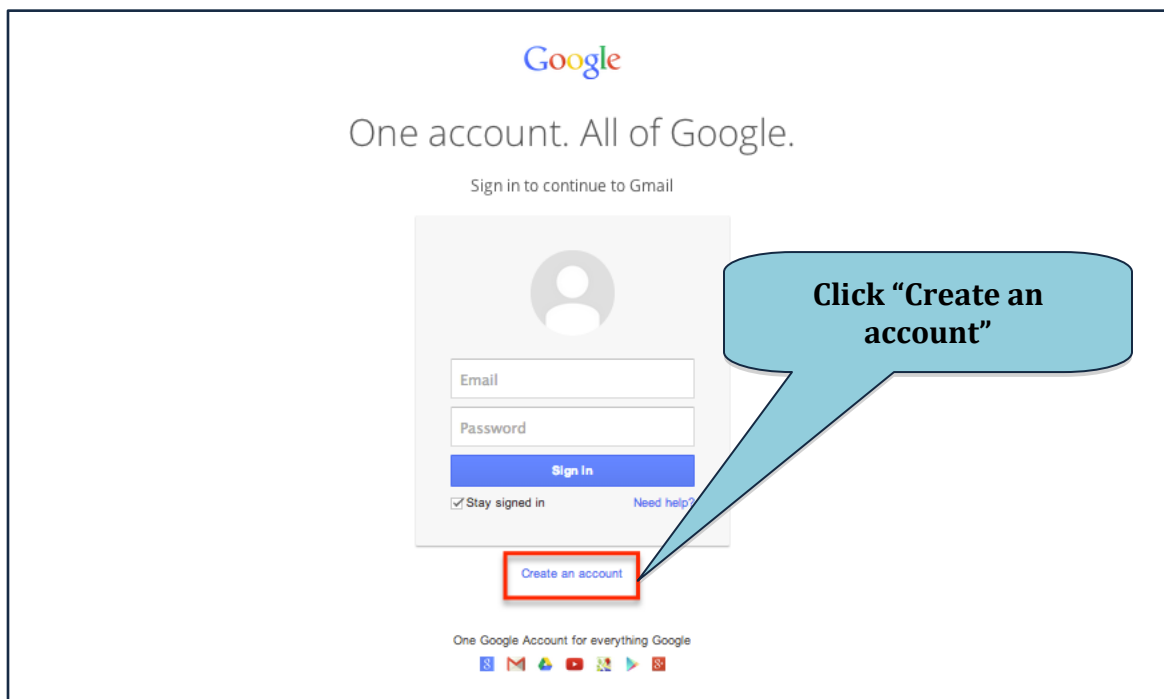 Google
One account. All of Google.
Sign in to continue to Gmail
Click “Create an
account”
Email
Password
Sign in
Stay signed in
Need help?
Create an account
One Google Account for everything Google